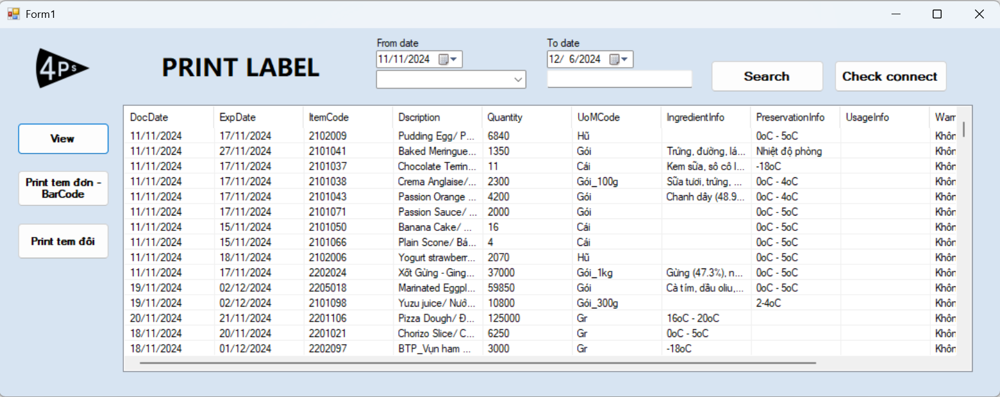 Form1
4Ps
PRINT LABEL
From date
To date
11/11/2024
12/ 6/2024
Search
Check connect
View
Print tem đơn -
BarCode
Print tem đôi
DocDate ExpDate ItemCode Dscription Quantity UoMCode IngredientInfo PreservationInfo UsageInfo Warr
11/11/2024 17/11/2024 2102009 Pudding Egg/ P... 6840 Hũ 0oC - 5oC Khôn
11/11/2024 27/11/2024 2101041 Baked Meringue... 1350 Gói Trứng, đường, lá... Nhiệt độ phòng Khôn
11/11/2024 17/11/2024 2101037 Chocolate Terrin... 11 Cái Kem sữa, sô cô l... -18oC Khôn
11/11/2024 17/11/2024 2101038 Crema Anglaise/... 2300 Gói_100g Sữa tươi, trứng, ... 0oC - 4oC Khôn
11/11/2024 17/11/2024 2101043 Passion Orange ... 4200 Gói Chanh dây (48.9... 0oC - 4oC Khôn
11/11/2024 17/11/2024 2101071 Passion Sauce/ ... 2000 Gói 0oC - 5oC Khôn
11/11/2024 15/11/2024 2101050 Banana Cake/ ... 16 Cái 0oC - 5oC Khôn
11/11/2024 15/11/2024 2101066 Plain Scone/ Bá... 4 Cái 0oC - 5oC Khôn
11/11/2024 18/11/2024 2102006 Yogurt strawberr... 2070 Hũ 0oC - 5oC Khôn
11/11/2024 17/11/2024 2202024 Xốt Gừng - Ging... 37000 Gói_1kg Gừng (47.3%), n... 0oC - 5oC Khôn
19/11/2024 02/12/2024 2205018 Marinated Eggpl... 59850 Gói Cà tím, dầu oliu,... 0oC - 5oC Khôn
19/11/2024 02/12/2024 2101098 Yuzu juice/ Nướ... 10800 Gói_300g 2-4oC Khôn
20/11/2024 21/11/2024 2201106 Pizza Dough/ Đ... 125000 Gr 16oC - 20oC Khôn
18/11/2024 20/11/2024 2201021 Chorizo Slice/ C... 6250 Gr 0oC - 5oC Khôn
18/11/2024 01/12/2024 2202097 BTP_Vụn ham ... 3000 Gr -18oC Khôn